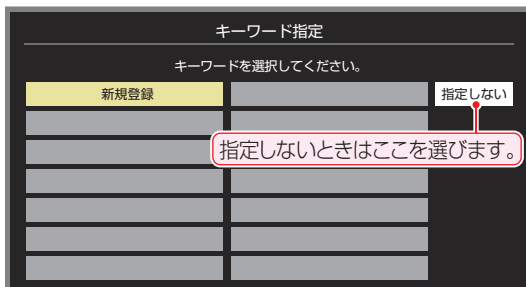 キーワード指定
キーワードを選択してください。
新規登録
指定しない
指定しないときはここを選びます。